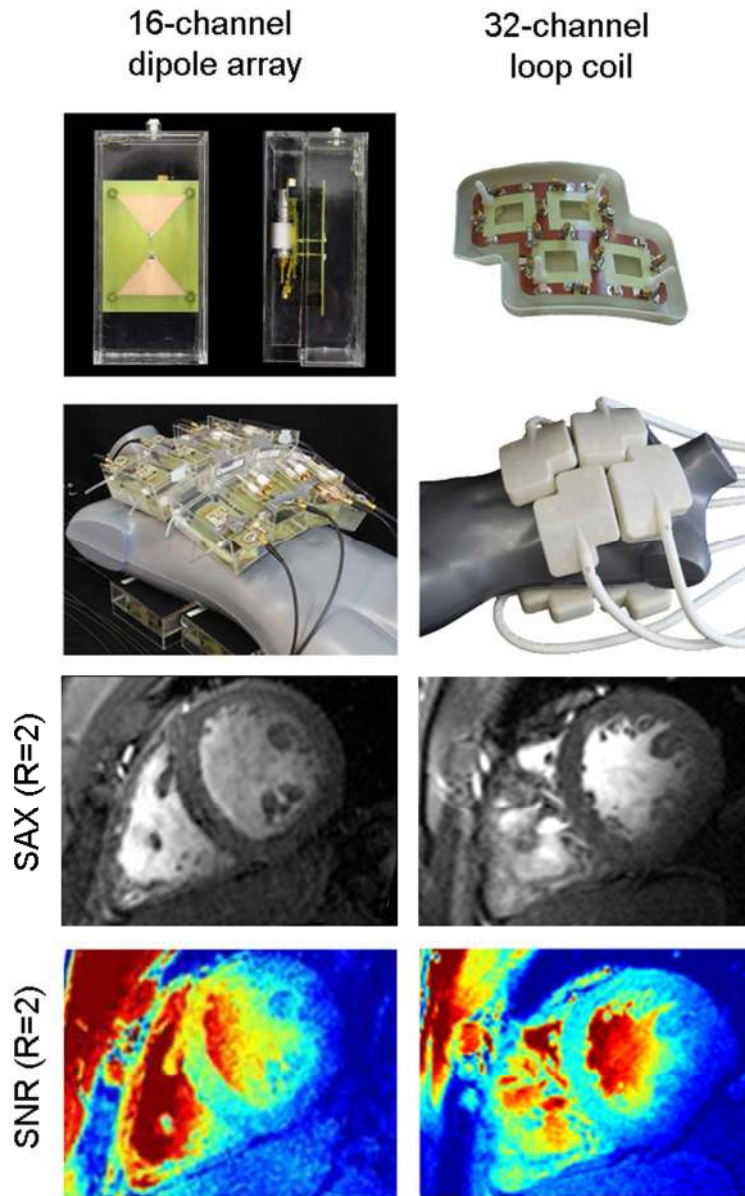 16-channel
dipole array
32-channel
loop coil
SAX (R=2)
SNR (R=2)